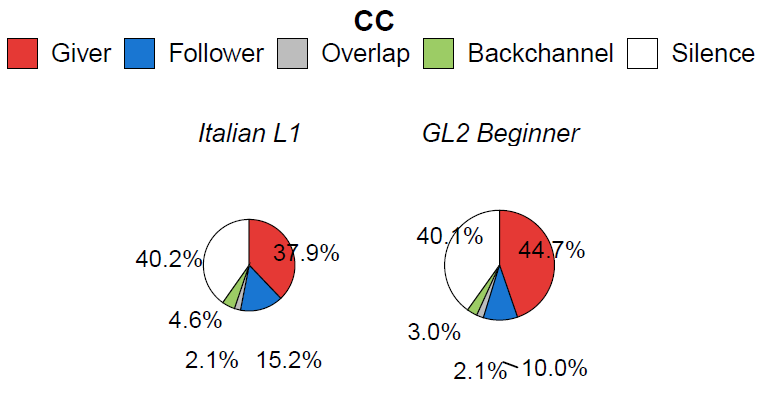 CC
Giver Follower Overlap Backchannel Silence
Italian L1 GL2 Beginner
40.2% 37.9% 40.1% 44.7%
4.6% 3.0%
2.1% 15.2% 2.1% 10.0%